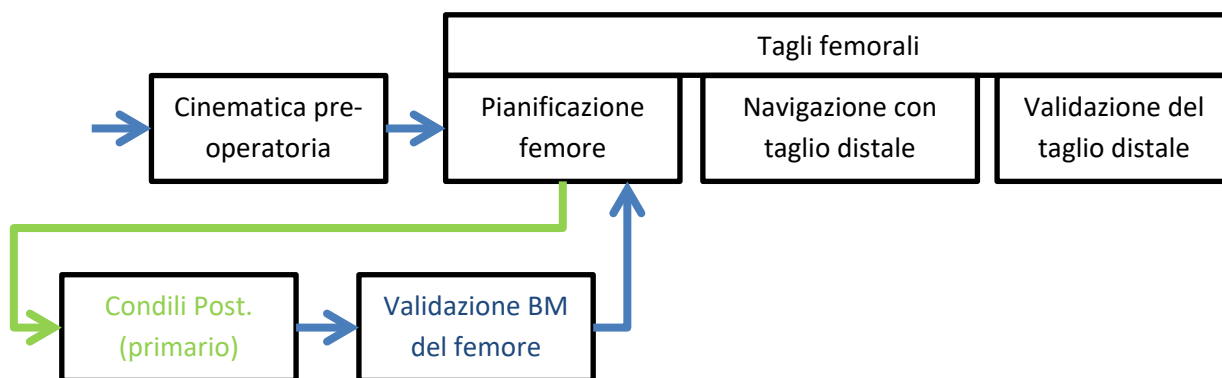 Tagli femorali
Cinematica pre-
operatoria
Pianificazione
femore
Navigazione con
taglio distale
Validazione del
taglio distale
Condili Post.
(primario)
Validazione BM
del femore